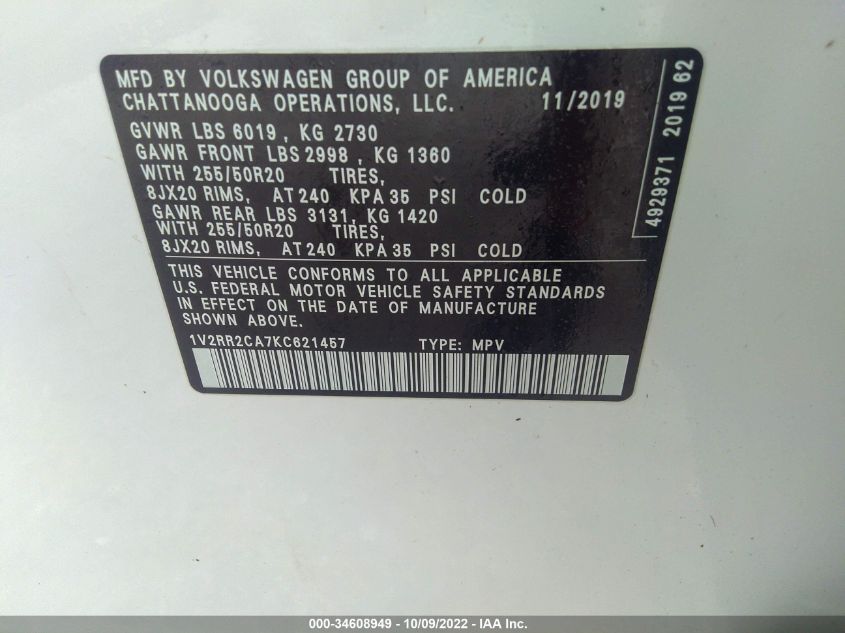 MFD BY VOLKSWAGEN GROUP OF AMERICA
CHATTANOOGA OPERATIONS, LLC. 11/2019
GVWR LBS 6019 , KG 2730
GAWR FRONT LBS 2998 , KG 1360
WITH 255/50R20 TIRES,
8JX20 RIMS, AT 240 KPA 35 PSI COLD
GAWR REAR LBS 3131, KG 1420
WITH 255/50R20 TIRES,
8JX20 RIMS, AT 240 KPA 35 PSI COLD
THIS VEHICLE CONFORMS TO ALL APPLICABLE
U.S. FEDERAL MOTOR VEHICLE SAFETY STANDARDS
IN EFFECT ON THE DATE OF MANUFACTURE
SHOWN ABOVE.
1V2RR2CA7KC621457 TYPE: MPV
4929371 2019 62
000-34608949 - 10/09/2022 - IAA Inc.